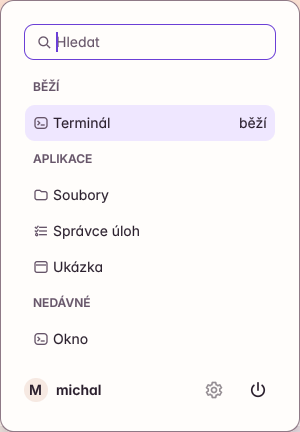 Hledat
BĚŽÍ
Terminál běží
APLIKACE
Soubory
Správce úloh
Ukázka
NEDÁVNÉ
Okno
M michal